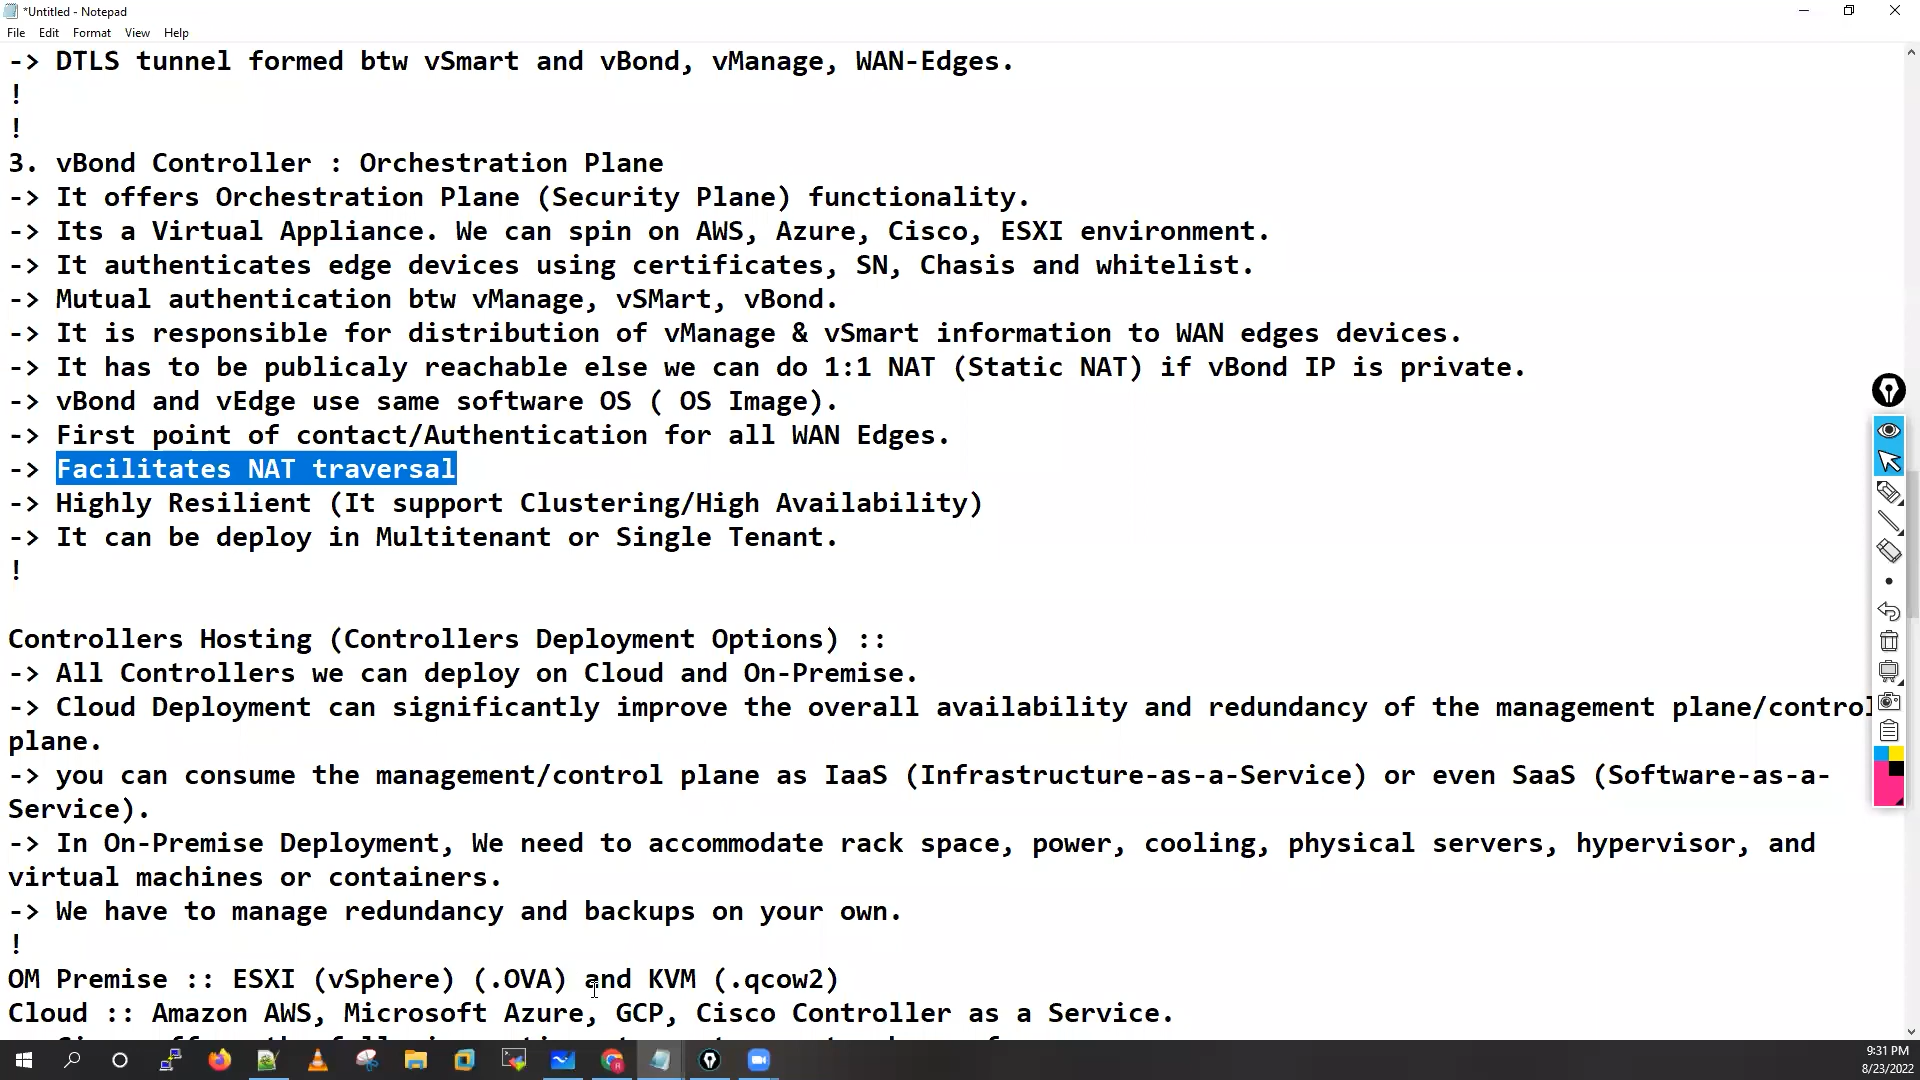 *Untitled - Notepad
File Edit Format View Help
-> DTLS tunnel formed btw vSmart and vBond, vManage, WAN-Edges.
!
!
3. vBond Controller : Orchestration Plane
-> It offers Orchestration Plane (Security Plane) functionality.
-> Its a Virtual Appliance. We can spin on AWS, Azure, Cisco, ESXI environment.
-> It authenticates edge devices using certificates, SN, Chasis and whitelist.
-> Mutual authentication btw vManage, vSMart, vBond.
-> It is responsible for distribution of vManage & vSmart information to WAN edges devices.
-> It has to be publicaly reachable else we can do 1:1 NAT (Static NAT) if vBond IP is private.
-> vBond and vEdge use same software OS ( OS Image).
-> First point of contact/Authentication for all WAN Edges.
-> Facilitates NAT traversal
-> Highly Resilient (It support Clustering/High Availability)
-> It can be deploy in Multitenant or Single Tenant.
!
Controllers Hosting (Controllers Deployment Options) ::
-> All Controllers we can deploy on Cloud and On-Premise.
-> Cloud Deployment can significantly improve the overall availability and redundancy of the management plane/control
plane.
-> you can consume the management/control plane as IaaS (Infrastructure-as-a-Service) or even SaaS (Software-as-a-
Service).
-> In On-Premise Deployment, We need to accommodate rack space, power, cooling, physical servers, hypervisor, and
virtual machines or containers.
-> We have to manage redundancy and backups on your own.
!
OM Premise :: ESXI (vSphere) (.OVA) and KVM (.qcow2)
Cloud :: Amazon AWS, Microsoft Azure, GCP, Cisco Controller as a Service.
9:31 PM
8/23/2022